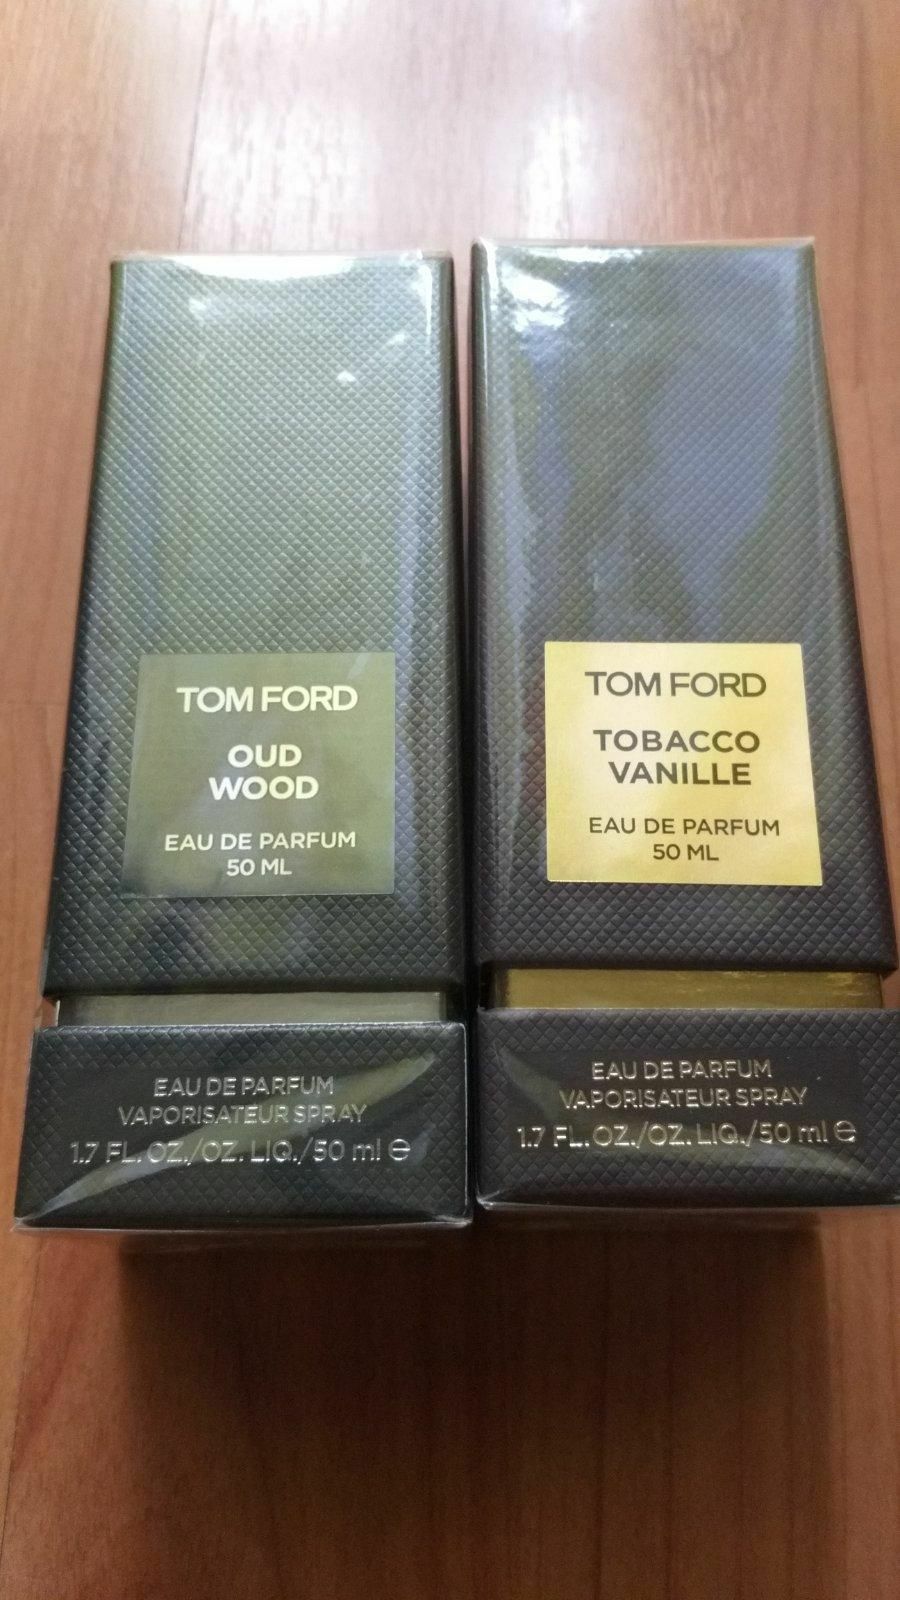 TOM FORD
OUD
WOOD
EAU DE PARFUM
50 ML
EAU DE PARFUM
VAPORISATEUR SPRAY
1.7 FL. OZ./OZ. LIQ./50 ml ℮
TOM FORD
TOBACCO
VANILLE
EAU DE PARFUM
50 ML
EAU DE PARFUM
VAPORISATEUR SPRAY
1.7 FL. OZ./OZ. LIQ./50 ml ℮